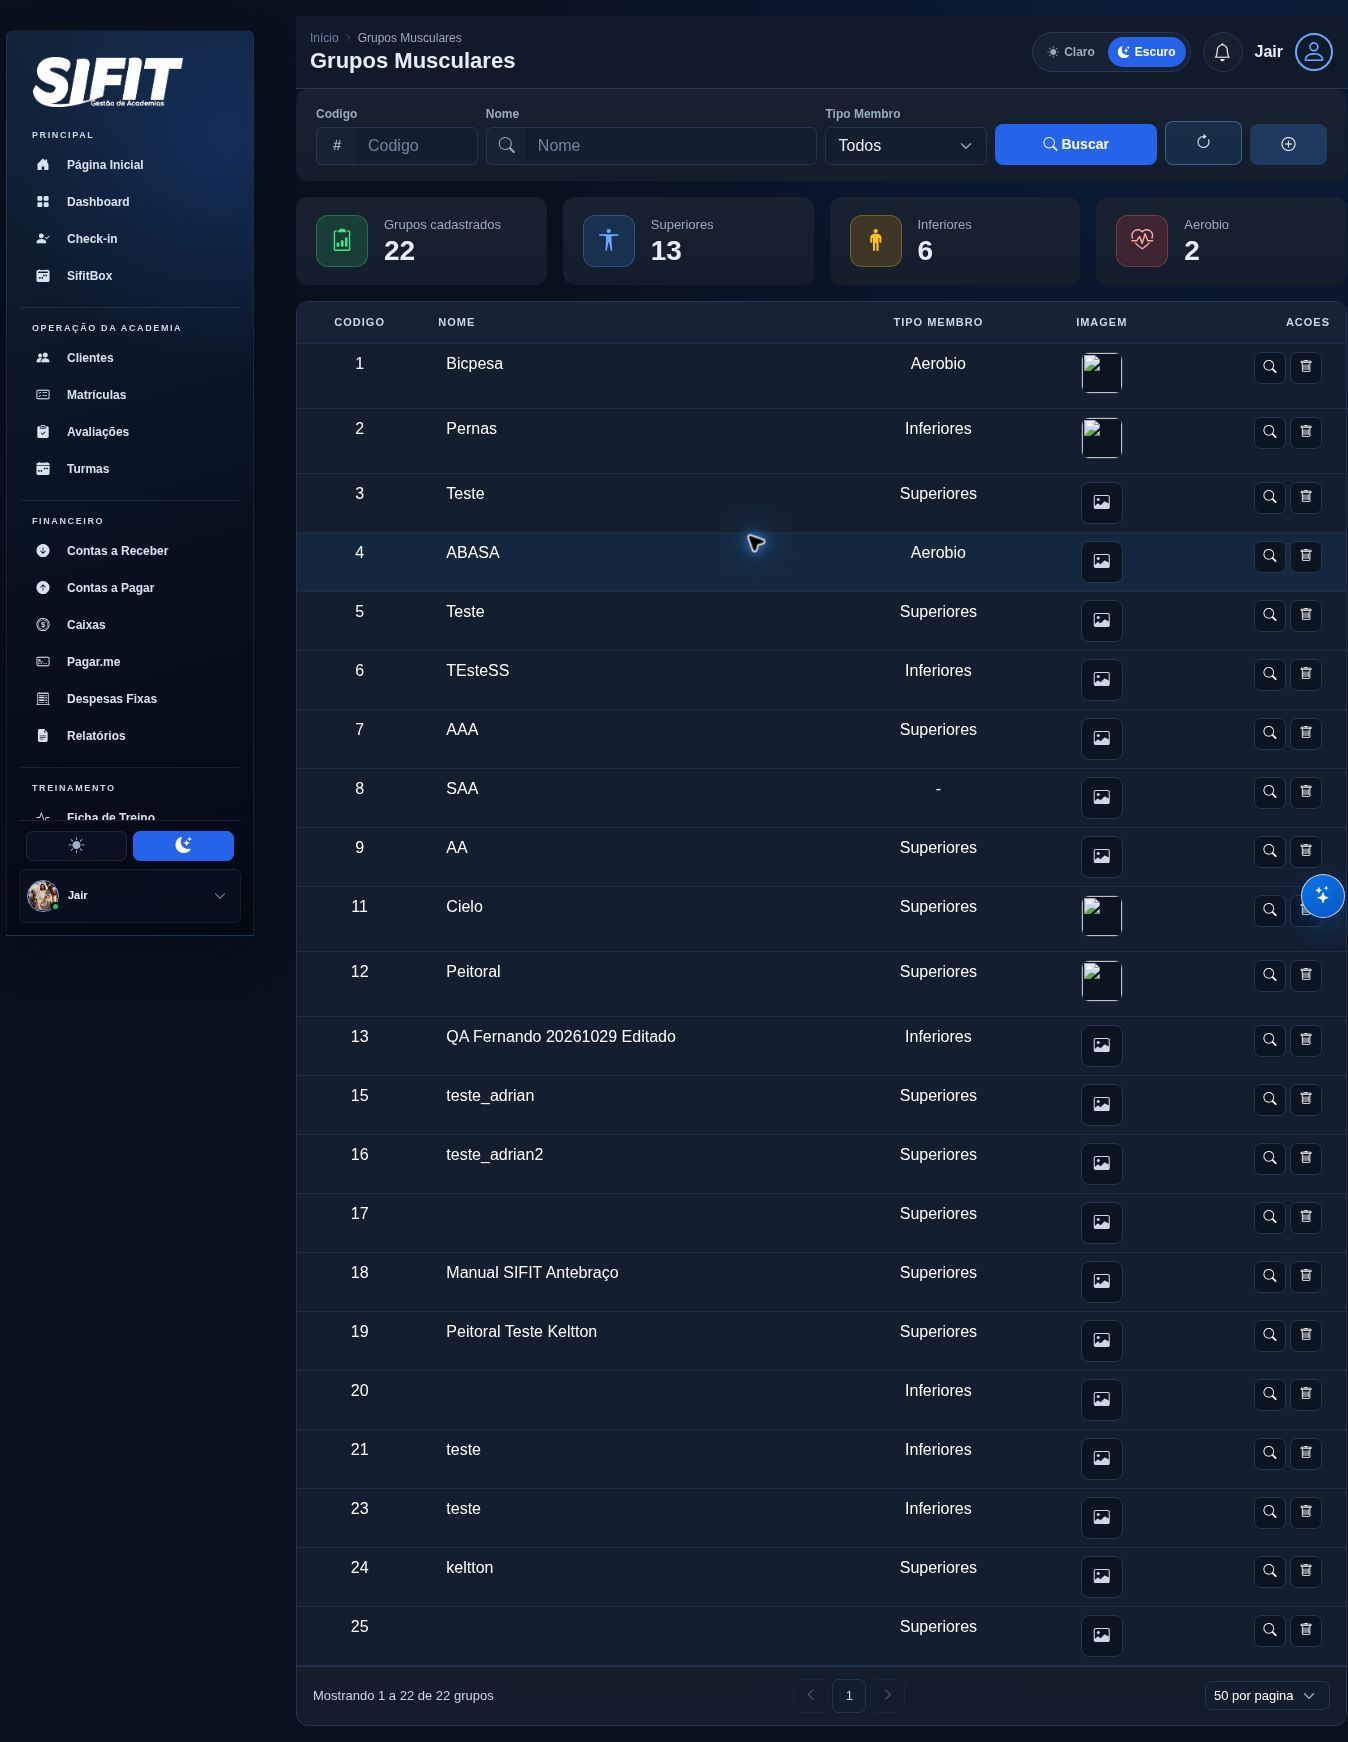 SIFIT
Gestão de Academias
PRINCIPAL
Página Inicial
Dashboard
Check-in
SifitBox
OPERAÇÃO DA ACADEMIA
Clientes
Matrículas
Avaliações
Turmas
FINANCEIRO
Contas a Receber
Contas a Pagar
Caixas
Pagar.me
Despesas Fixas
Relatórios
TREINAMENTO
Ficha de Treino
Jair
Início > Grupos Musculares
Grupos Musculares
Claro Escuro Jair
Codigo Nome Tipo Membro
# Codigo Nome Todos Buscar
Grupos cadastrados
22
Superiores
13
Inferiores
6
Aerobio
2
CODIGO NOME TIPO MEMBRO IMAGEM ACOES
1 Bicpesa Aerobio
2 Pernas Inferiores
3 Teste Superiores
4 ABASA Aerobio
5 Teste Superiores
6 TEsteSS Inferiores
7 AAA Superiores
8 SAA -
9 AA Superiores
11 Cielo Superiores
12 Peitoral Superiores
13 QA Fernando 20261029 Editado Inferiores
15 teste_adrian Superiores
16 teste_adrian2 Superiores
17 Superiores
18 Manual SIFIT Antebraço Superiores
19 Peitoral Teste Keltton Superiores
20 Inferiores
21 teste Inferiores
23 teste Inferiores
24 keltton Superiores
25 Superiores
Mostrando 1 a 22 de 22 grupos 1 50 por pagina